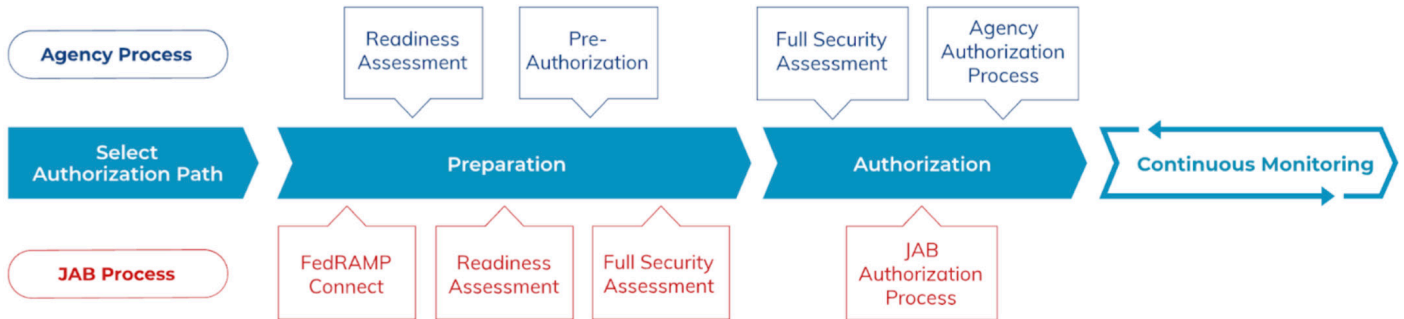 Agency Process
Readiness
Assessment
Pre-
Authorization
Full Security
Assessment
Agency
Authorization
Process
Select
Authorization Path
Preparation
Authorization
Continuous Monitoring
JAB Process
FedRAMP
Connect
Readiness
Assessment
Full Security
Assessment
JAB
Authorization
Process